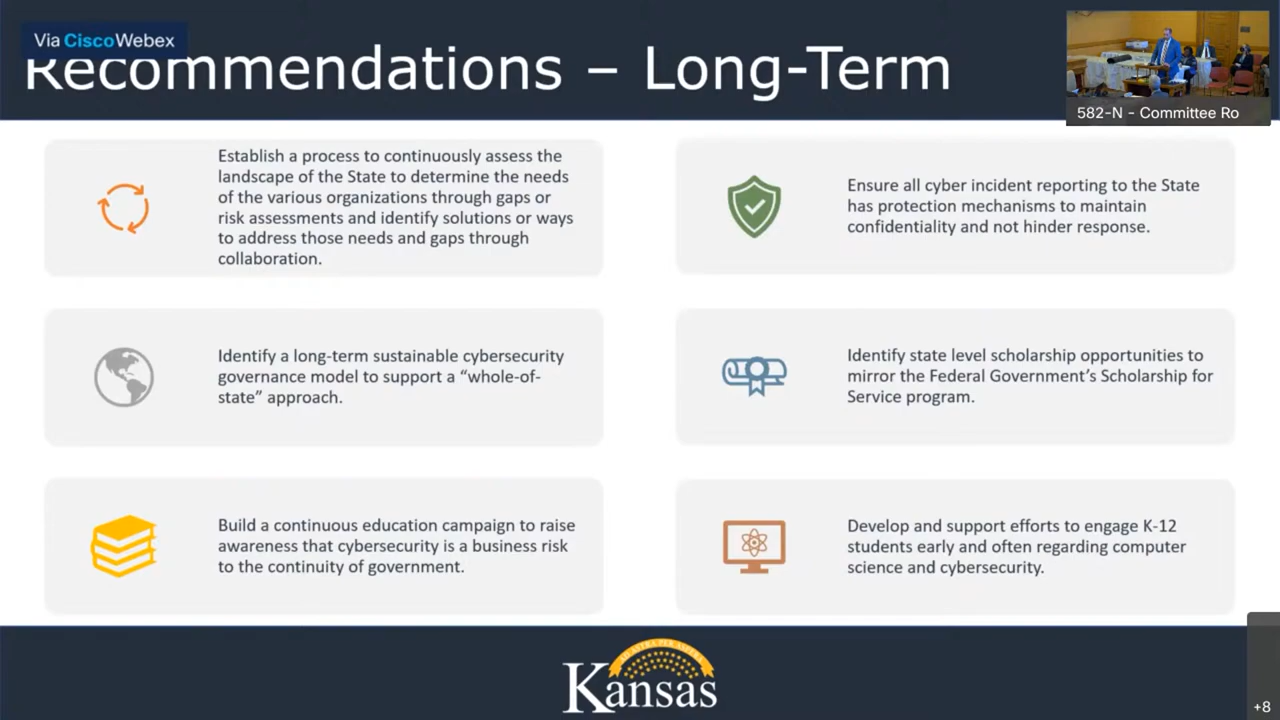 Via CiscoWebex
Recommendations – Long-Term
582-N - Committee Ro
Establish a process to continuously assess the
landscape of the State to determine the needs
of the various organizations through gaps or
risk assessments and identify solutions or ways
to address those needs and gaps through
collaboration.
Ensure all cyber incident reporting to the State
has protection mechanisms to maintain
confidentiality and not hinder response.
Identify a long-term sustainable cybersecurity
governance model to support a “whole-of-
state” approach.
Identify state level scholarship opportunities to
mirror the Federal Government’s Scholarship for
Service program.
Build a continuous education campaign to raise
awareness that cybersecurity is a business risk
to the continuity of government.
Develop and support efforts to engage K-12
students early and often regarding computer
science and cybersecurity.
AD ASTRA PER ASPERA
Kansas
+8